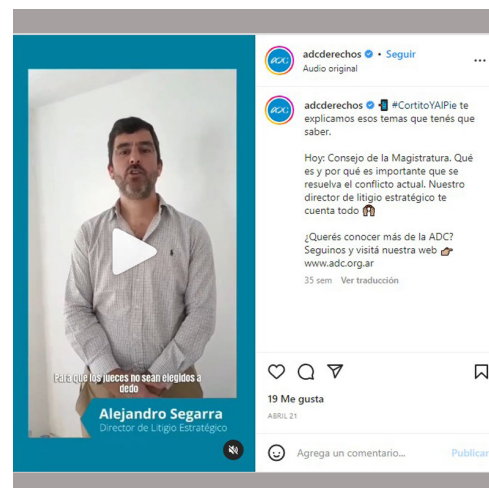 adcderechos • Seguir
Audio original
adcderechos #CortitoYAlPie te
explicamos esos temas que tenés que
saber.
Hoy: Consejo de la Magistratura. Qué
es y por qué es importante que se
resuelva el conflicto actual. Nuestro
director de litigio estratégico te
cuenta todo
¿Querés conocer más de la ADC?
Seguinos y visitá nuestra web
www.adc.org.ar
35 sem Ver traducción
Para que los jueces no sean elegidos a
dedo
Alejandro Segarra
Director de Litigio Estratégico
19 Me gusta
ABRIL 21
Agrega un comentario...
Publicar